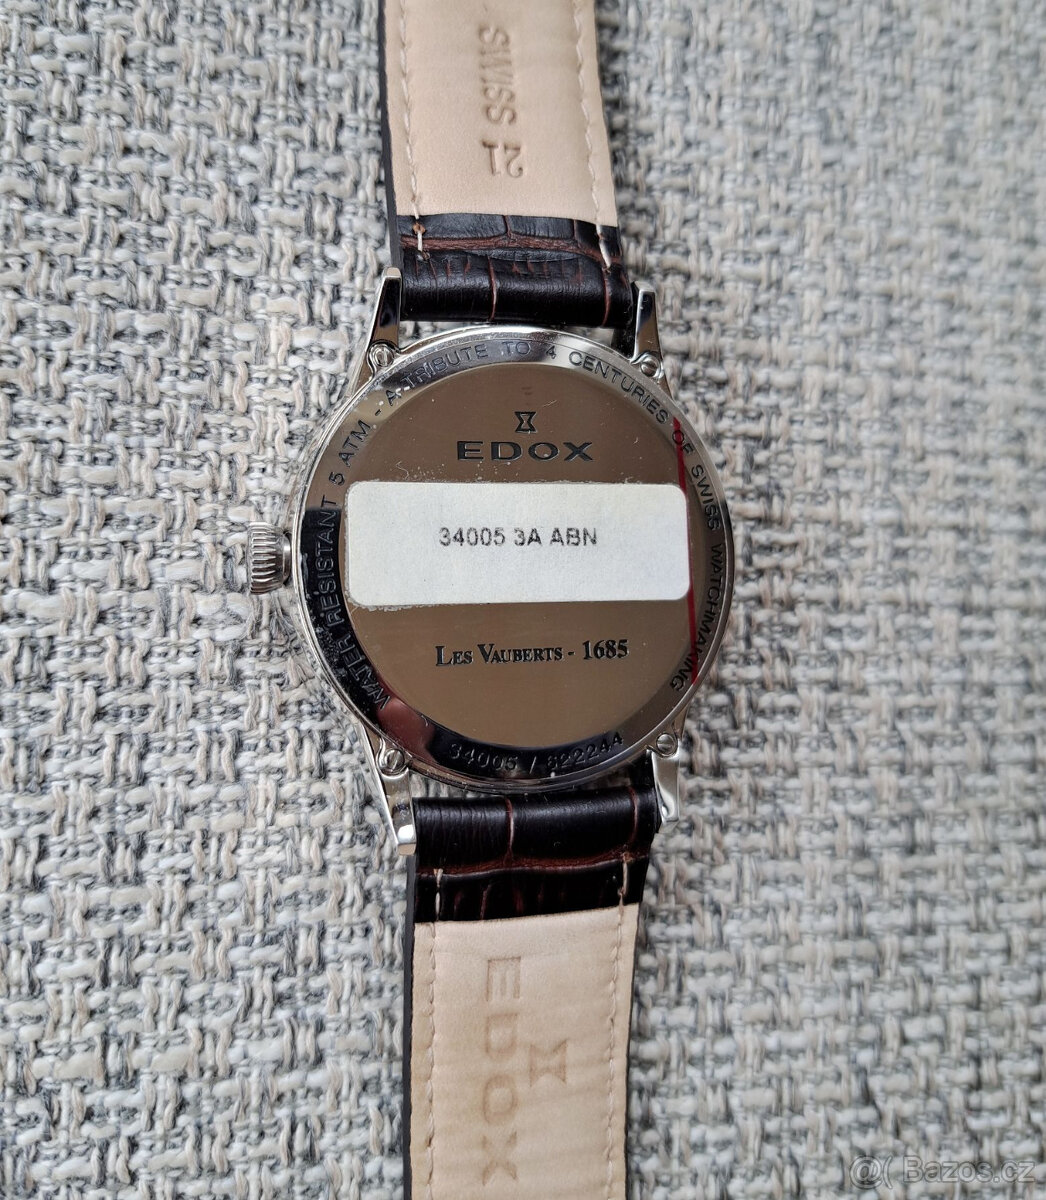 SWISS 21
WATER RESISTANT 5 ATM - A TRIBUTE TO 4 CENTURIES OF SWISS WATCHMAKING
EDOX
34005 3A ABN
LES VAUBERTS - 1685
34005 / 822244
EDOX
@( Bazos.cz